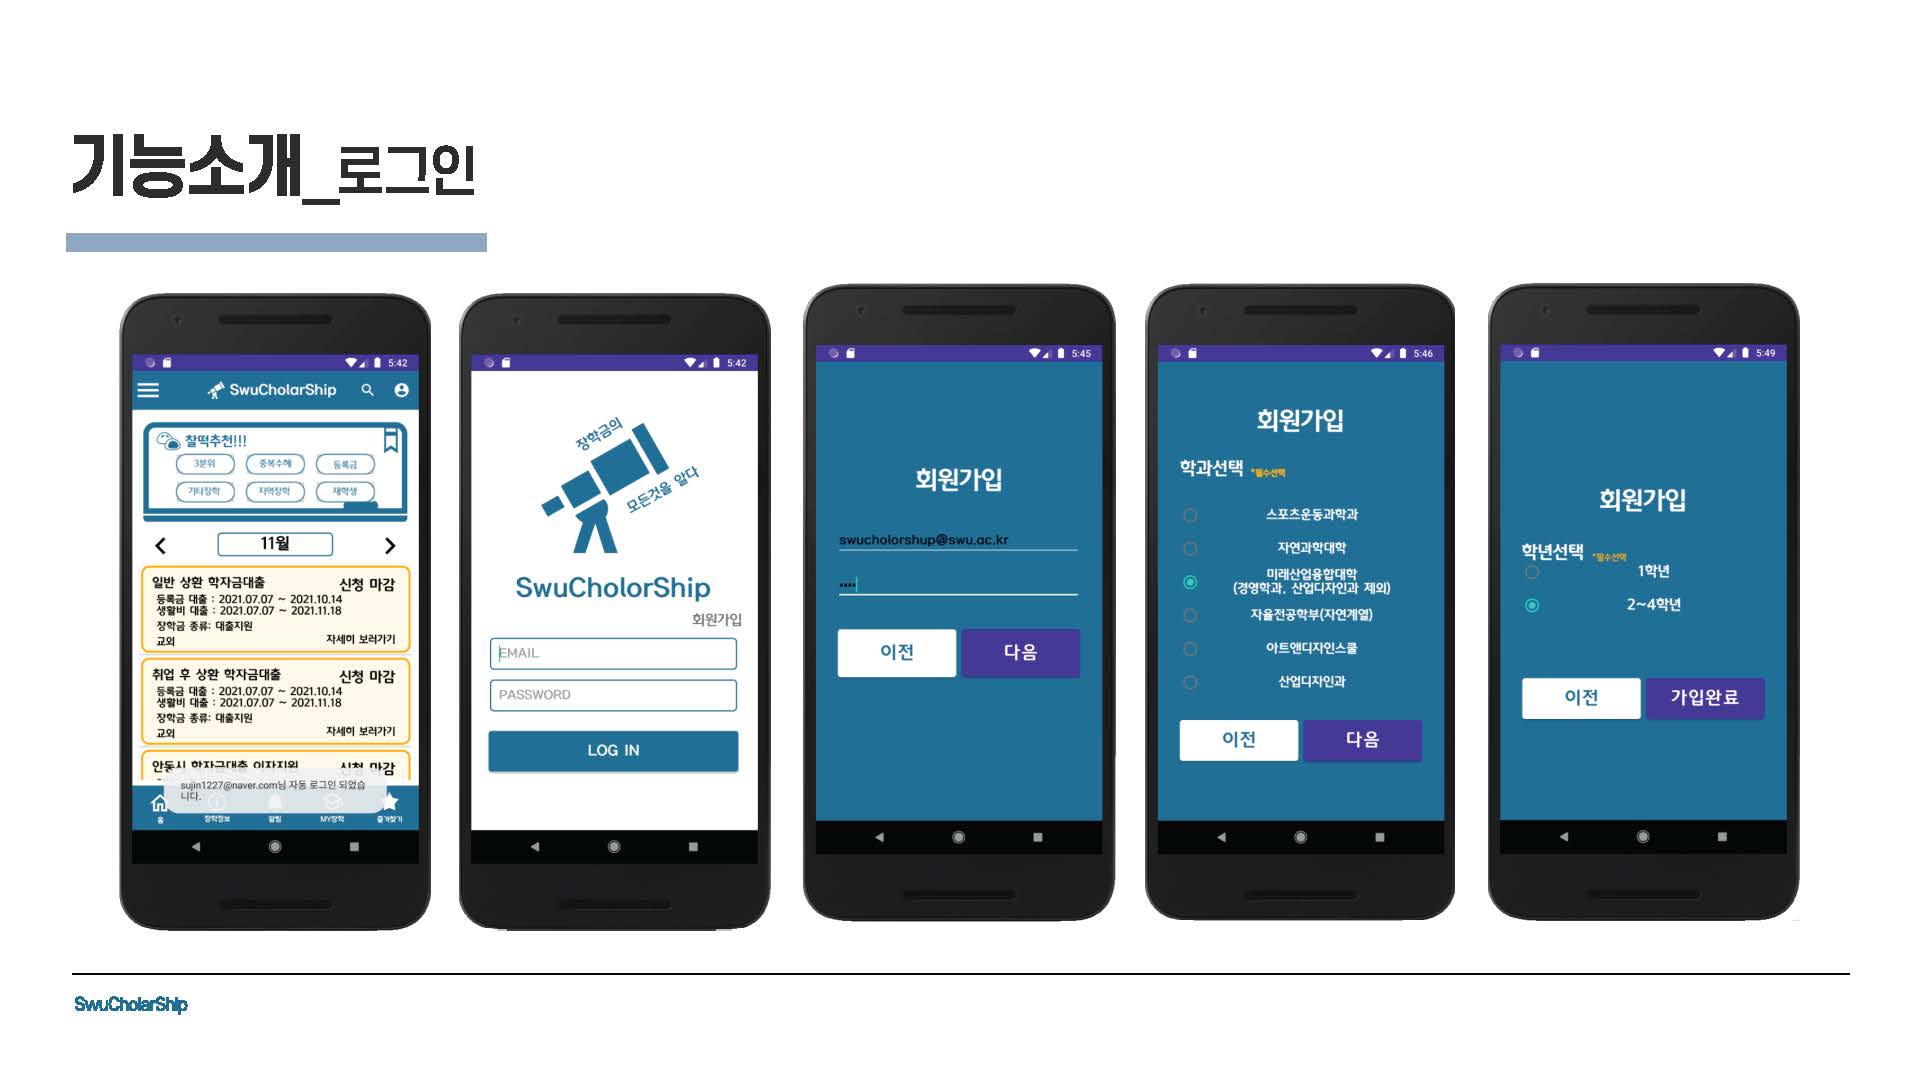 기능소개_로그인
5:42
SwuCholarShip
찰떡추천!!!
3분위 중복수혜 등록금
기타장학 지역장학 재학생
11월
일반 상환 학자금대출 신청 마감
등록금 대출 : 2021.07.07 ~ 2021.10.14
생활비 대출 : 2021.07.07 ~ 2021.11.18
장학금 종류: 대출지원
교외 자세히 보러가기
취업 후 상환 학자금대출 신청 마감
등록금 대출 : 2021.07.07 ~ 2021.10.14
생활비 대출 : 2021.07.07 ~ 2021.11.18
장학금 종류: 대출지원
교외 자세히 보러가기
안동시 학자금대출 이자지원 신청 마감
sujin1227@naver.com님 자동 로그인 되었습
니다.
홈 장학정보 알림 MY장학 즐겨찾기
5:42
장학금의
모든것을 알다
SwuCholorShip
회원가입
EMAIL
PASSWORD
LOG IN
5:45
회원가입
swucholorshup@swu.ac.kr
••••
이전 다음
5:46
회원가입
학과선택 *필수선택
스포츠운동과학과
자연과학대학
미래산업융합대학
(경영학과, 산업디자인과 제외)
자율전공학부(자연계열)
아트앤디자인스쿨
산업디자인과
이전 다음
5:49
회원가입
학년선택 *필수선택
1학년
2~4학년
이전 가입완료
SwuCholarShip